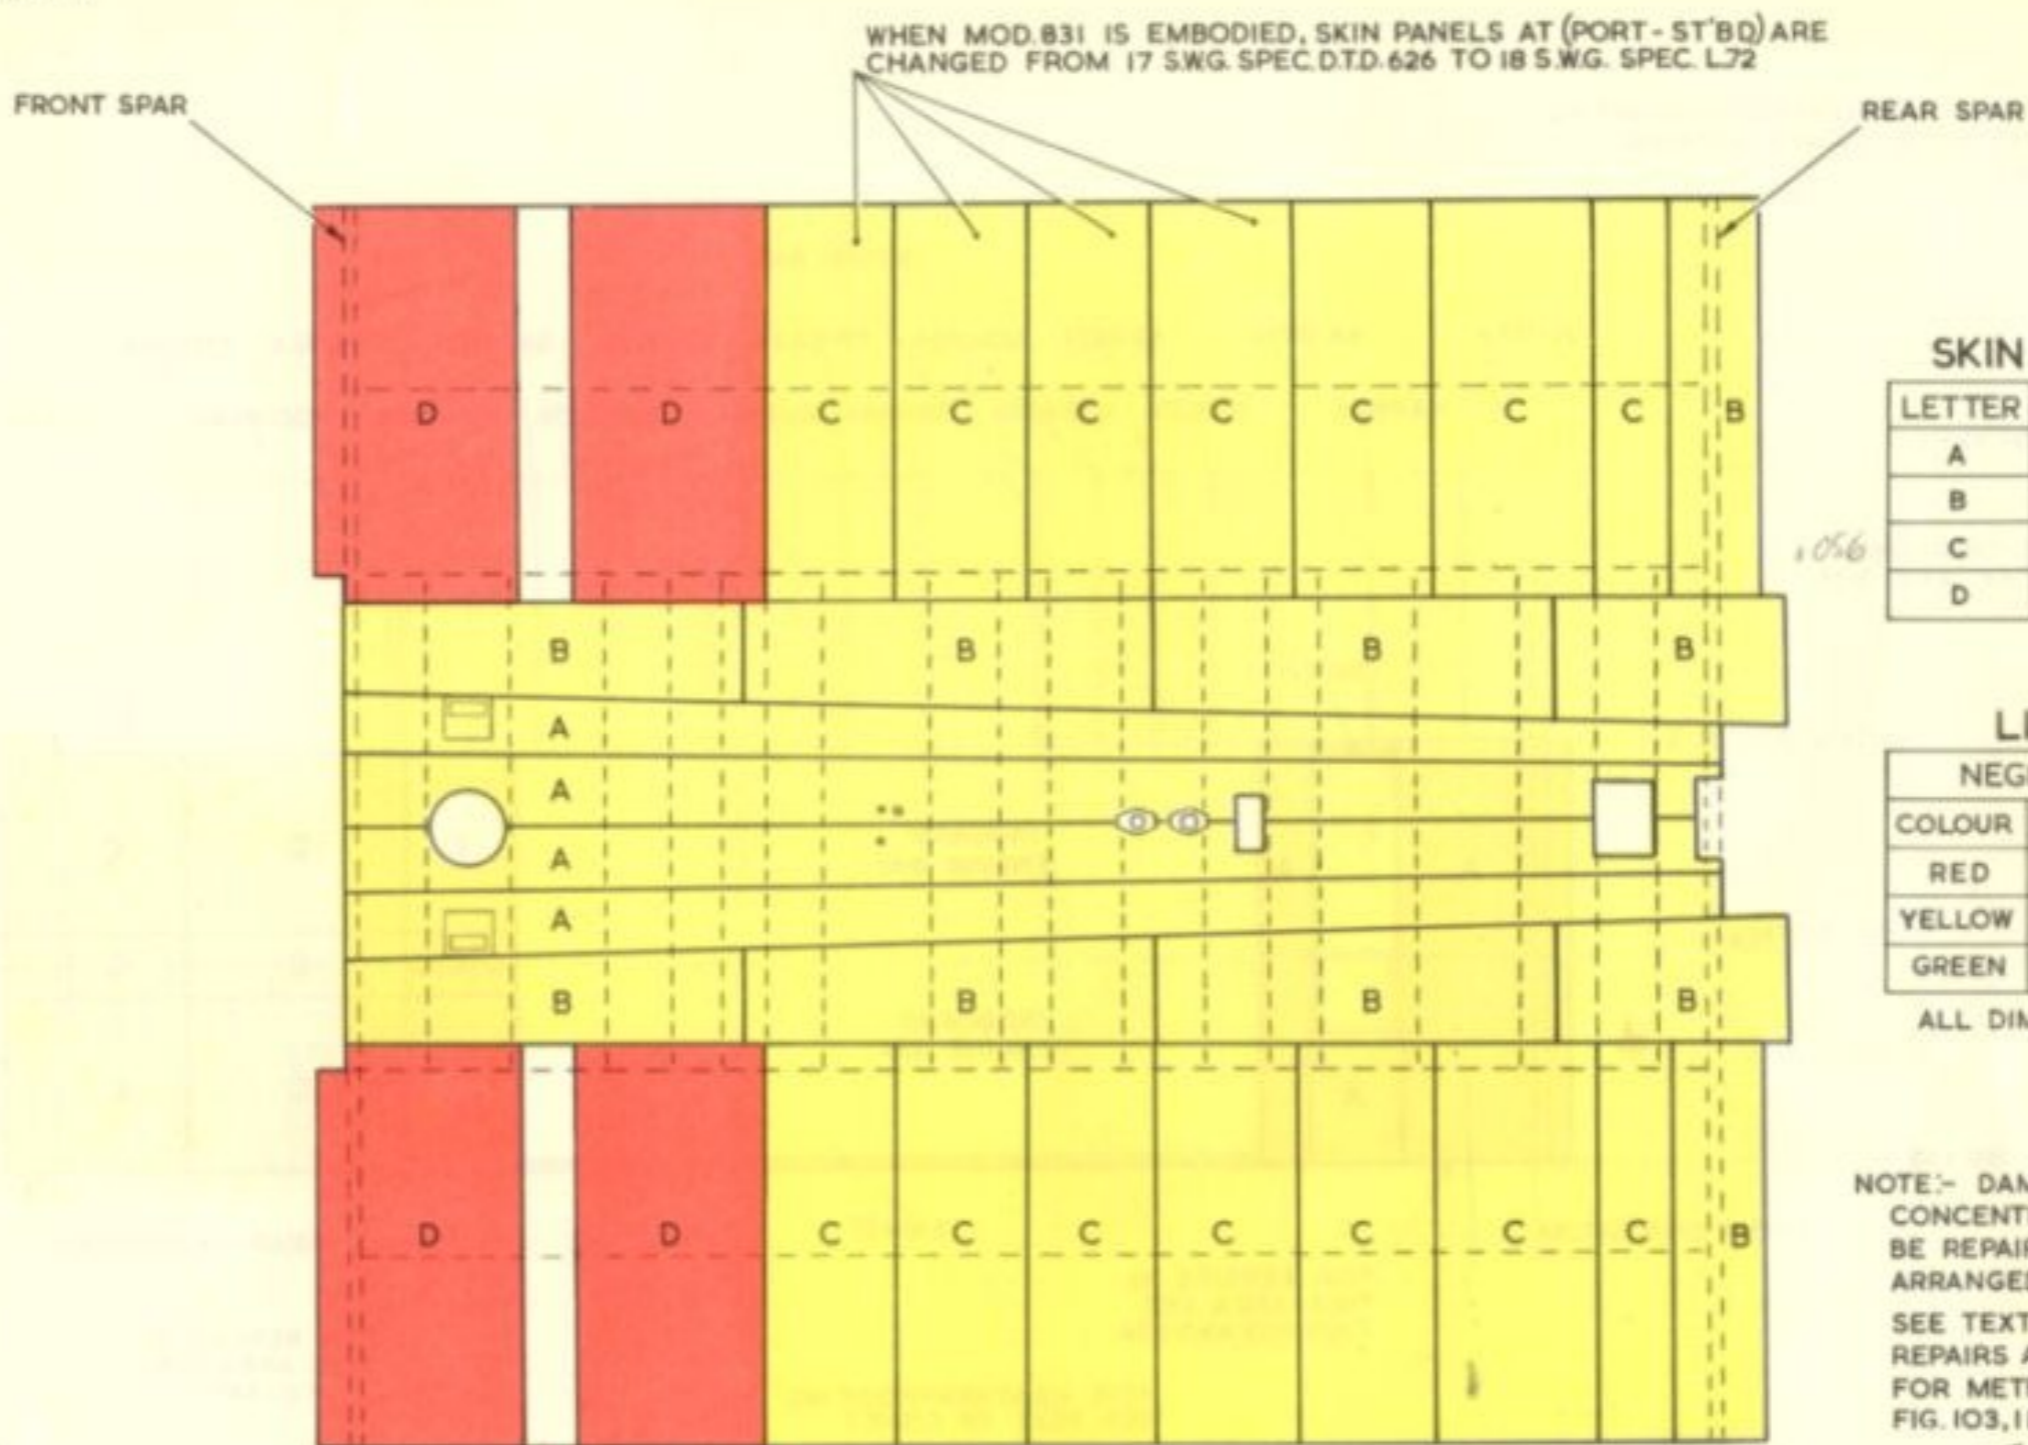 WHEN MOD.831 IS EMBODIED, SKIN PANELS AT (PORT-ST'BD) ARE
CHANGED FROM 17 S.W.G. SPEC. D.T.D. 626 TO 18 S.W.G. SPEC. L.72
FRONT SPAR
REAR SPAR
D D C C C C C C C B
B B B B
A
A
A
A
B B B B
D D C C C C C C C B
SKIN
LETTER
A
B
.056 C
D
NEG
COLOUR
RED
YELLOW
GREEN
ALL DIM
NOTE:- DAM
CONCENT
BE REPAIR
ARRANGE
SEE TEXT
REPAIRS A
FOR MET
FIG. 103, 1